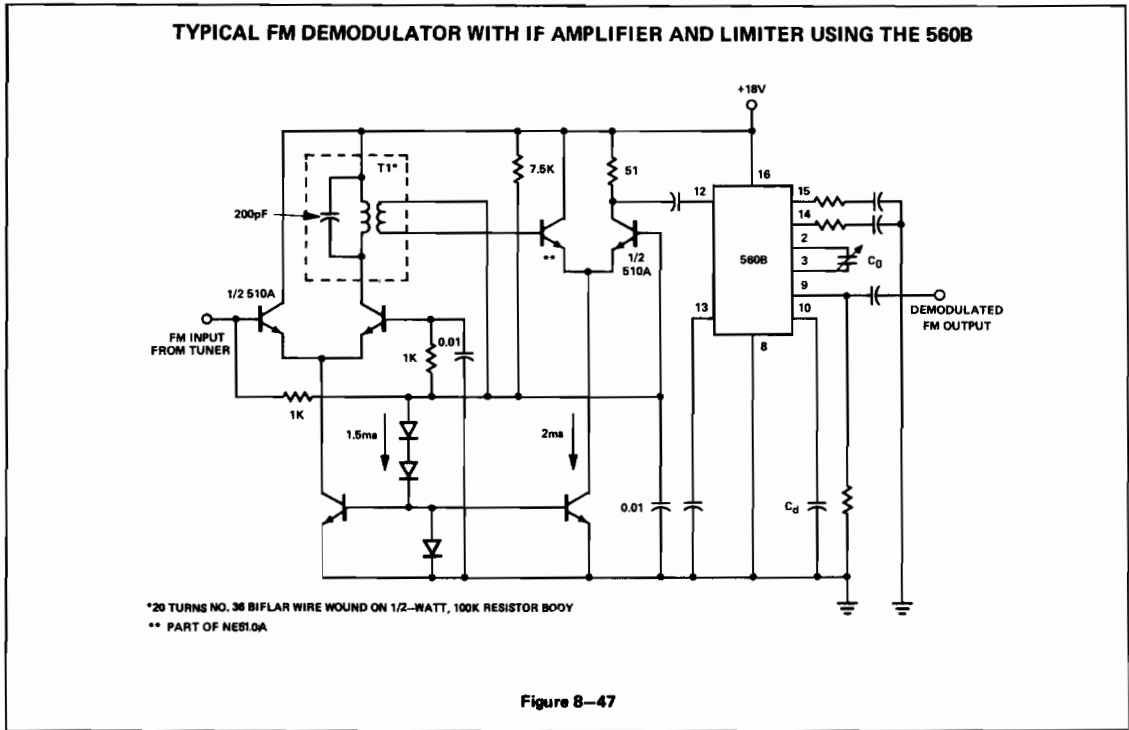 TYPICAL FM DEMODULATOR WITH IF AMPLIFIER AND LIMITER USING THE 560B
+18V
T1*
7.5K
51
12
16
15
14
2
3
9
10
13
8
560B
C0
200pF
**
1/2
510A
1/2 510A
FM INPUT
FROM TUNER
0.01
1K
1K
DEMODULATED
FM OUTPUT
1.5ma
2ma
0.01
Cd
*20 TURNS NO. 36 BIFLAR WIRE WOUND ON 1/2-WATT, 100K RESISTOR BODY
** PART OF NE510A
Figure 8-47